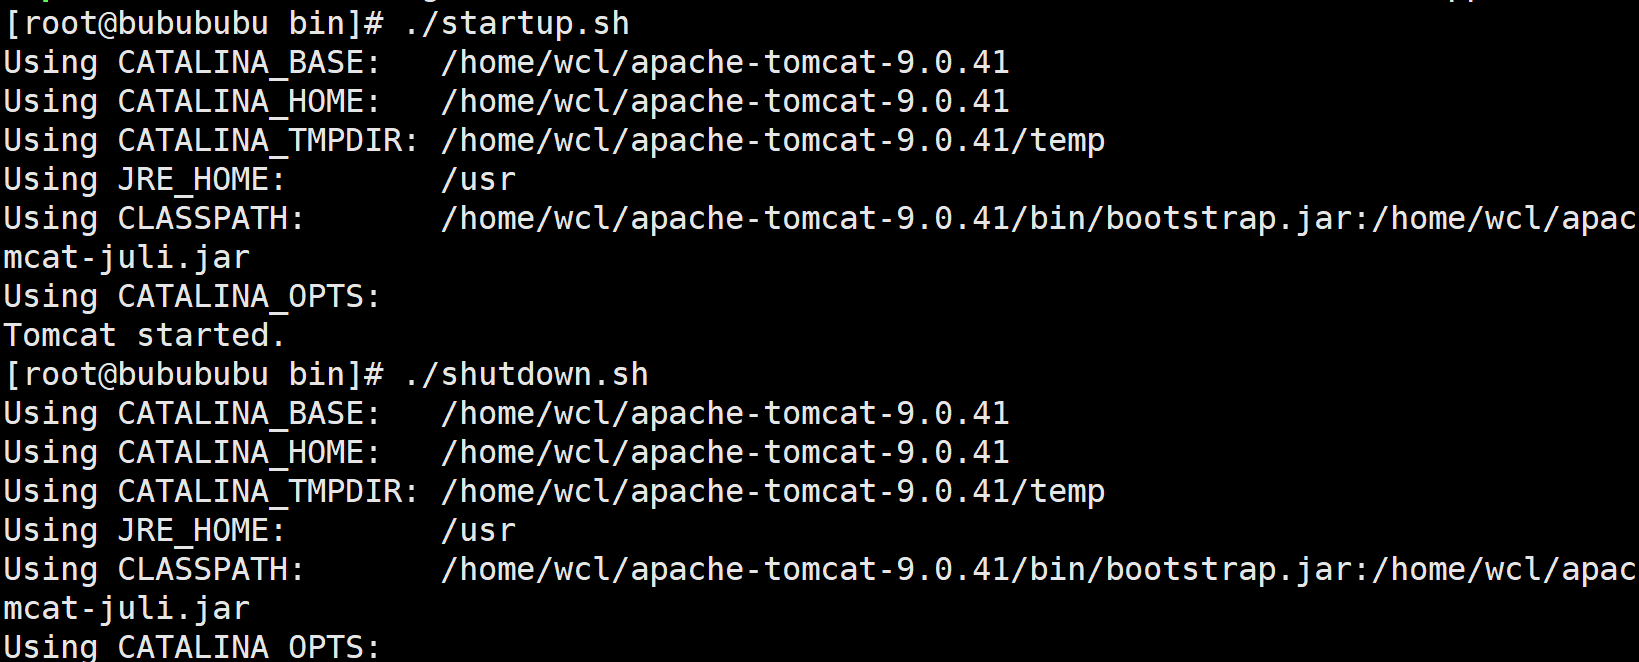 [root@bubububu bin]# ./startup.sh
Using CATALINA_BASE:   /home/wcl/apache-tomcat-9.0.41
Using CATALINA_HOME:   /home/wcl/apache-tomcat-9.0.41
Using CATALINA_TMPDIR: /home/wcl/apache-tomcat-9.0.41/temp
Using JRE_HOME:        /usr
Using CLASSPATH:       /home/wcl/apache-tomcat-9.0.41/bin/bootstrap.jar:/home/wcl/apac
mcat-juli.jar
Using CATALINA_OPTS:
Tomcat started.
[root@bubububu bin]# ./shutdown.sh
Using CATALINA_BASE:   /home/wcl/apache-tomcat-9.0.41
Using CATALINA_HOME:   /home/wcl/apache-tomcat-9.0.41
Using CATALINA_TMPDIR: /home/wcl/apache-tomcat-9.0.41/temp
Using JRE_HOME:        /usr
Using CLASSPATH:       /home/wcl/apache-tomcat-9.0.41/bin/bootstrap.jar:/home/wcl/apac
mcat-juli.jar
Using CATALINA_OPTS: